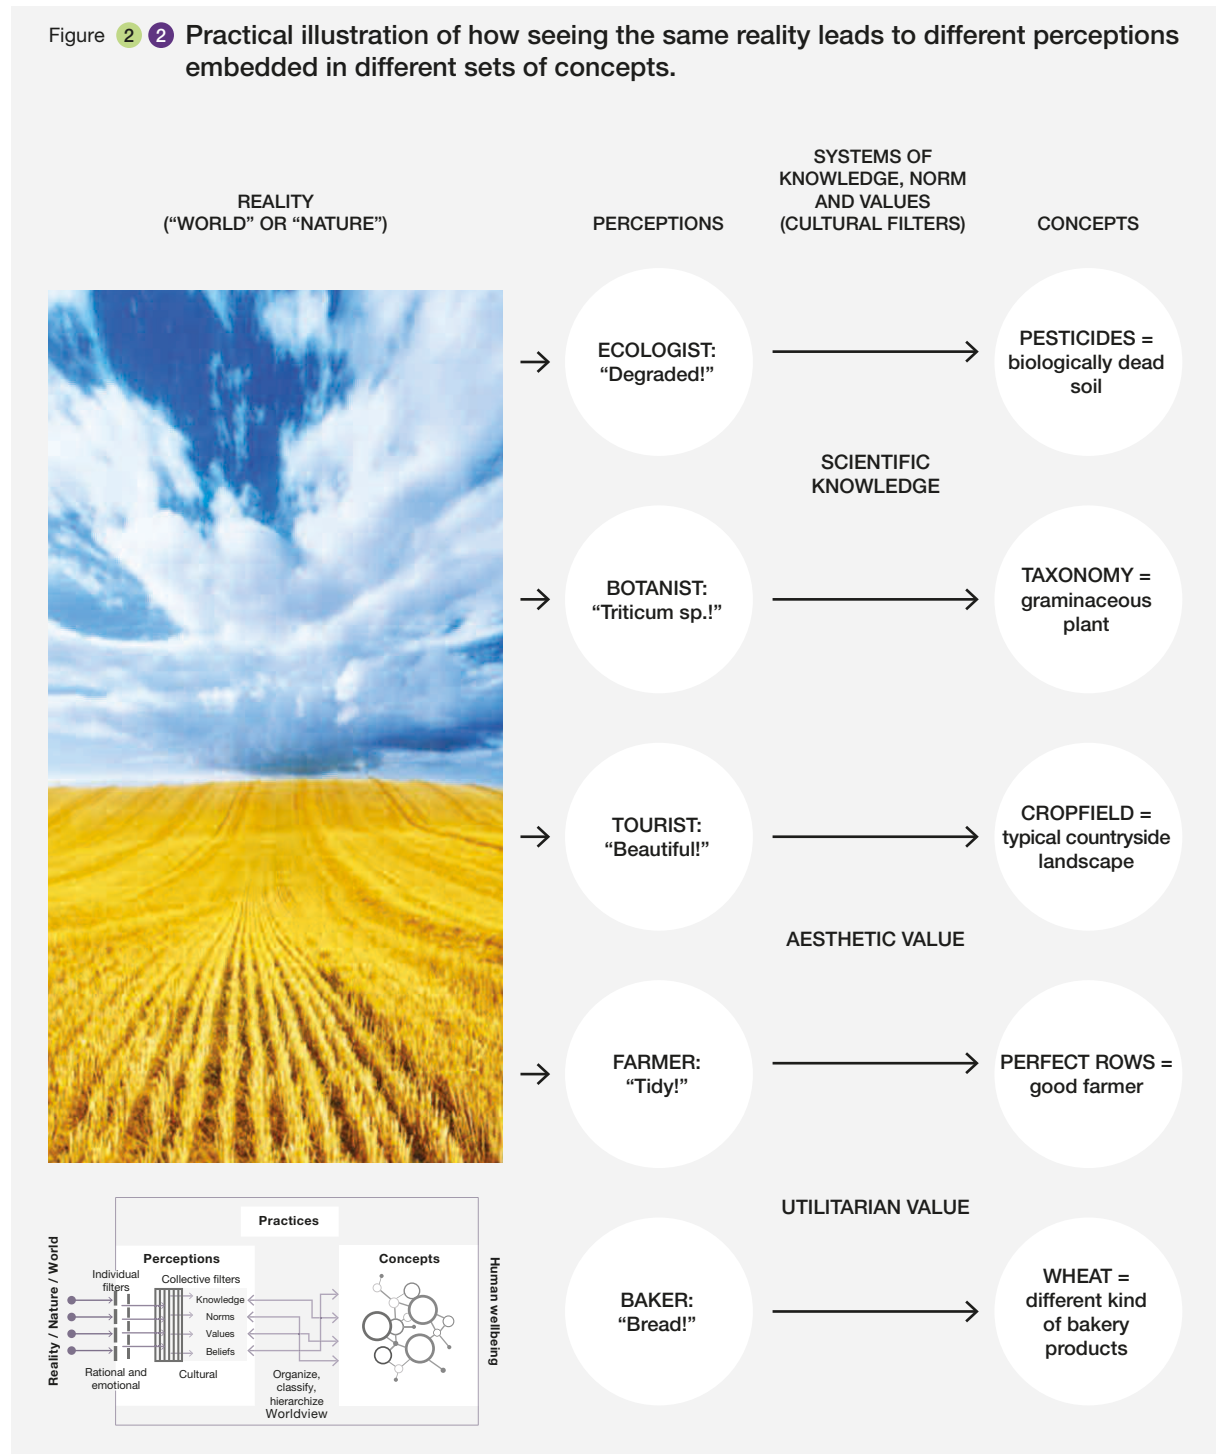 Figure 2 2 Practical illustration of how seeing the same reality leads to different perceptions
embedded in different sets of concepts.
REALITY
(“WORLD” OR “NATURE”)
PERCEPTIONS
SYSTEMS OF
KNOWLEDGE, NORM
AND VALUES
(CULTURAL FILTERS)
CONCEPTS
ECOLOGIST:
“Degraded!”
PESTICIDES =
biologically dead
soil
SCIENTIFIC
KNOWLEDGE
BOTANIST:
“Triticum sp.!”
TAXONOMY =
graminaceous
plant
TOURIST:
“Beautiful!”
CROPFIELD =
typical countryside
landscape
AESTHETIC VALUE
FARMER:
“Tidy!”
PERFECT ROWS =
good farmer
UTILITARIAN VALUE
BAKER:
“Bread!”
WHEAT =
different kind
of bakery
products
Reality / Nature / World
Practices
Perceptions
Individual
filters
Collective filters
Knowledge
Norms
Values
Beliefs
Rational and
emotional
Cultural
Organize,
classify,
hierarchize
Worldview
Concepts
Human wellbeing